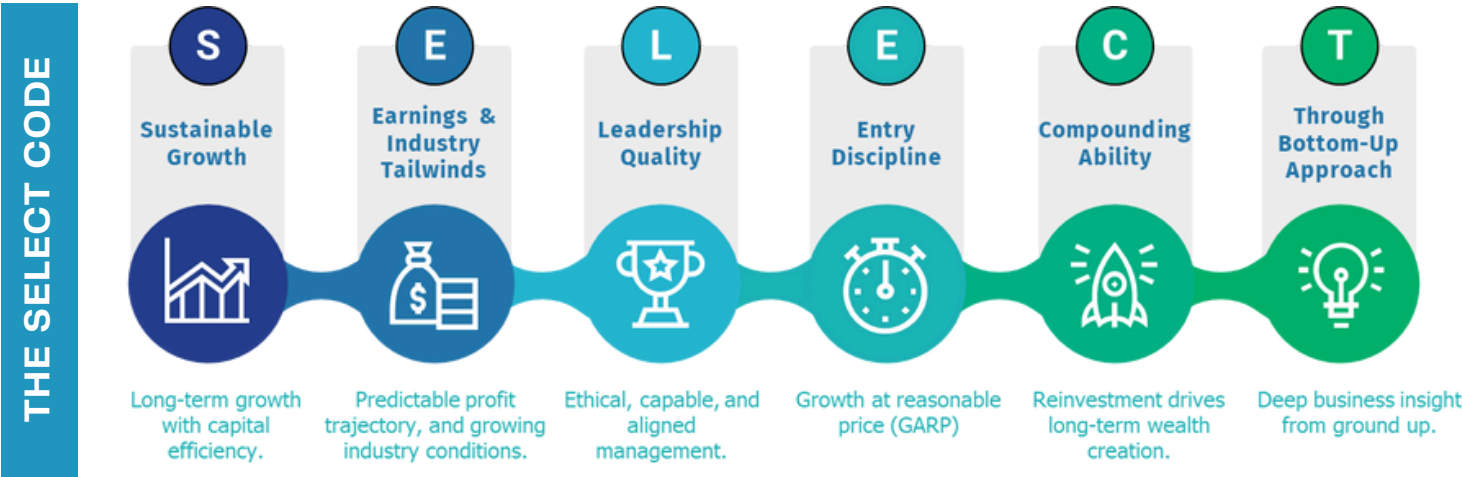 THE SELECT CODE
S
Sustainable
Growth
Long-term growth
with capital
efficiency.
E
Earnings &
Industry
Tailwinds
$
Predictable profit
trajectory, and growing
industry conditions.
L
Leadership
Quality
Ethical, capable, and
aligned
management.
E
Entry
Discipline
Growth at reasonable
price (GARP)
C
Compounding
Ability
Reinvestment drives
long-term wealth
creation.
T
Through
Bottom-Up
Approach
Deep business insight
from ground up.